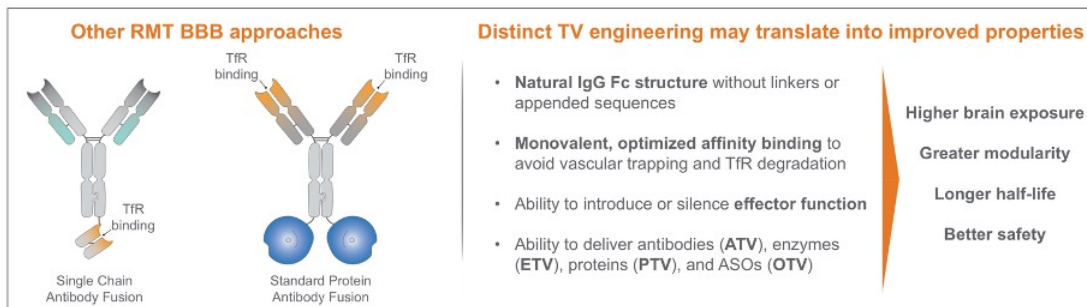 Other RMT BBB approaches
TfR
binding
TfR
binding
TfR
binding
Single Chain
Antibody Fusion
Standard Protein
Antibody Fusion
Distinct TV engineering may translate into improved properties
• Natural IgG Fc structure without linkers or
appended sequences
• Monovalent, optimized affinity binding to
avoid vascular trapping and TfR degradation
• Ability to introduce or silence effector function
• Ability to deliver antibodies (ATV), enzymes
(ETV), proteins (PTV), and ASOs (OTV)
Higher brain exposure
Greater modularity
Longer half-life
Better safety